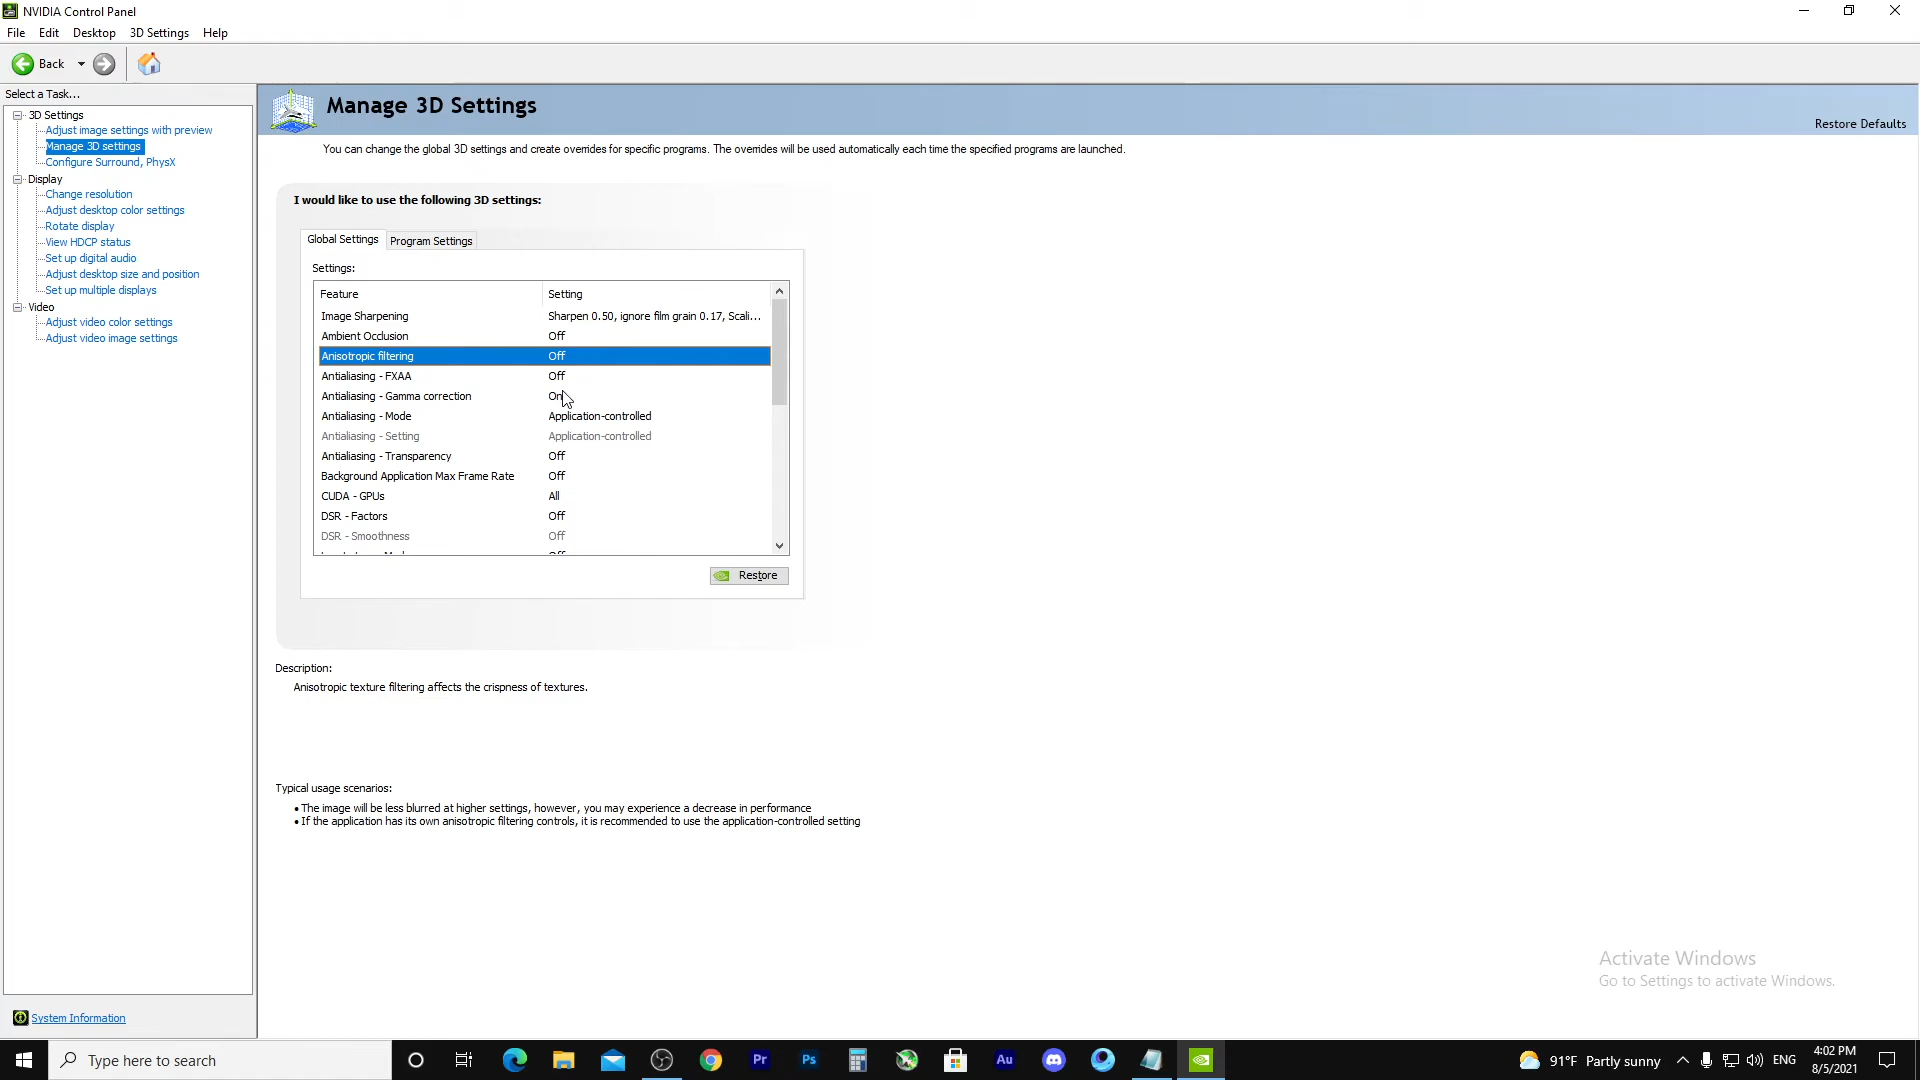 NVIDIA Control Panel
File Edit Desktop 3D Settings Help
Back
Select a Task...
3D Settings
Adjust image settings with preview
Manage 3D settings
Configure Surround, PhysX
Display
Change resolution
Adjust desktop color settings
Rotate display
View HDCP status
Set up digital audio
Adjust desktop size and position
Set up multiple displays
Video
Adjust video color settings
Adjust video image settings
System Information
Manage 3D Settings
Restore Defaults
You can change the global 3D settings and create overrides for specific programs. The overrides will be used automatically each time the specified programs are launched.
I would like to use the following 3D settings:
Global Settings Program Settings
Settings:
Feature Setting
Image Sharpening Sharpen 0.50, ignore film grain 0.17, Scali...
Ambient Occlusion Off
Anisotropic filtering Off
Antialiasing - FXAA Off
Antialiasing - Gamma correction On
Antialiasing - Mode Application-controlled
Antialiasing - Setting Application-controlled
Antialiasing - Transparency Off
Background Application Max Frame Rate Off
CUDA - GPUs All
DSR - Factors Off
DSR - Smoothness Off
Restore
Description:
Anisotropic texture filtering affects the crispness of textures.
Typical usage scenarios:
• The image will be less blurred at higher settings, however, you may experience a decrease in performance
• If the application has its own anisotropic filtering controls, it is recommended to use the application-controlled setting
Activate Windows
Go to Settings to activate Windows.
Type here to search
Pr
Ps
Au
91°F Partly sunny
ENG
4:02 PM
8/5/2021